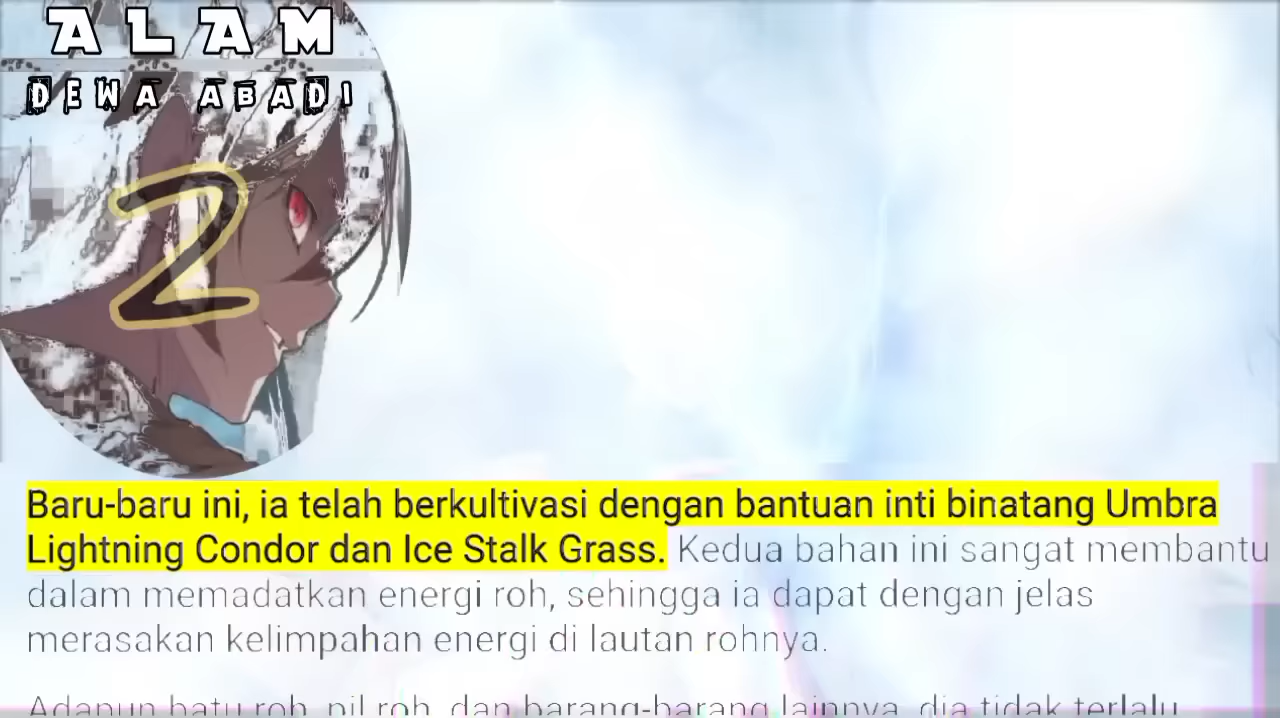 ALAM
DEWA ABADI
2
Baru-baru ini, ia telah berkultivasi dengan bantuan inti binatang Umbra
Lightning Condor dan Ice Stalk Grass. Kedua bahan ini sangat membantu
dalam memadatkan energi roh, sehingga ia dapat dengan jelas
merasakan kelimpahan energi di lautan rohnya.
Adapun batu roh, pil roh, dan barang-barang lainnya, dia tidak terlalu